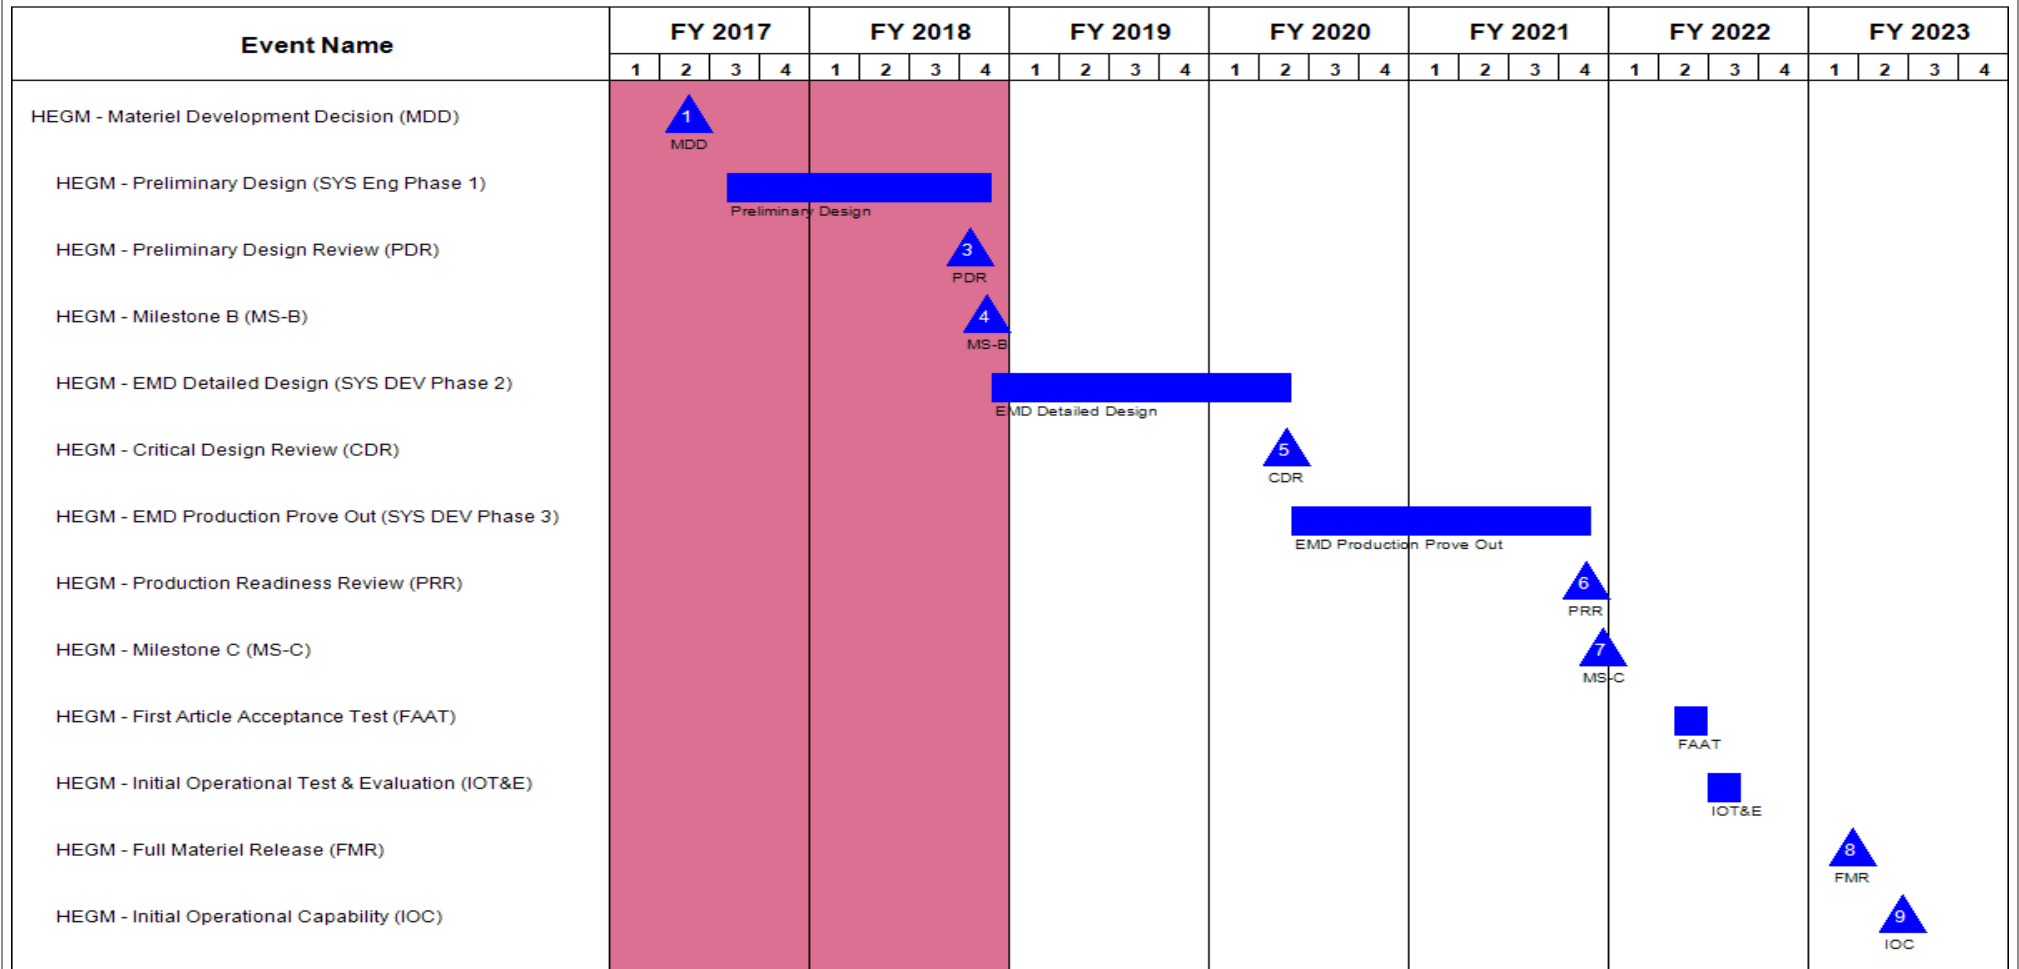 Event Name
FY 2017 FY 2018 FY 2019 FY 2020 FY 2021 FY 2022 FY 2023
1 2 3 4 1 2 3 4 1 2 3 4 1 2 3 4 1 2 3 4 1 2 3 4 1 2 3 4
HEGM - Materiel Development Decision (MDD)
1
MDD
HEGM - Preliminary Design (SYS Eng Phase 1)
Preliminary Design
HEGM - Preliminary Design Review (PDR)
3
PDR
HEGM - Milestone B (MS-B)
4
MS-B
HEGM - EMD Detailed Design (SYS DEV Phase 2)
EMD Detailed Design
HEGM - Critical Design Review (CDR)
5
CDR
HEGM - EMD Production Prove Out (SYS DEV Phase 3)
EMD Production Prove Out
HEGM - Production Readiness Review (PRR)
6
PRR
HEGM - Milestone C (MS-C)
7
MS-C
HEGM - First Article Acceptance Test (FAAT)
FAAT
HEGM - Initial Operational Test & Evaluation (IOT&E)
IOT&E
HEGM - Full Materiel Release (FMR)
8
FMR
HEGM - Initial Operational Capability (IOC)
9
IOC